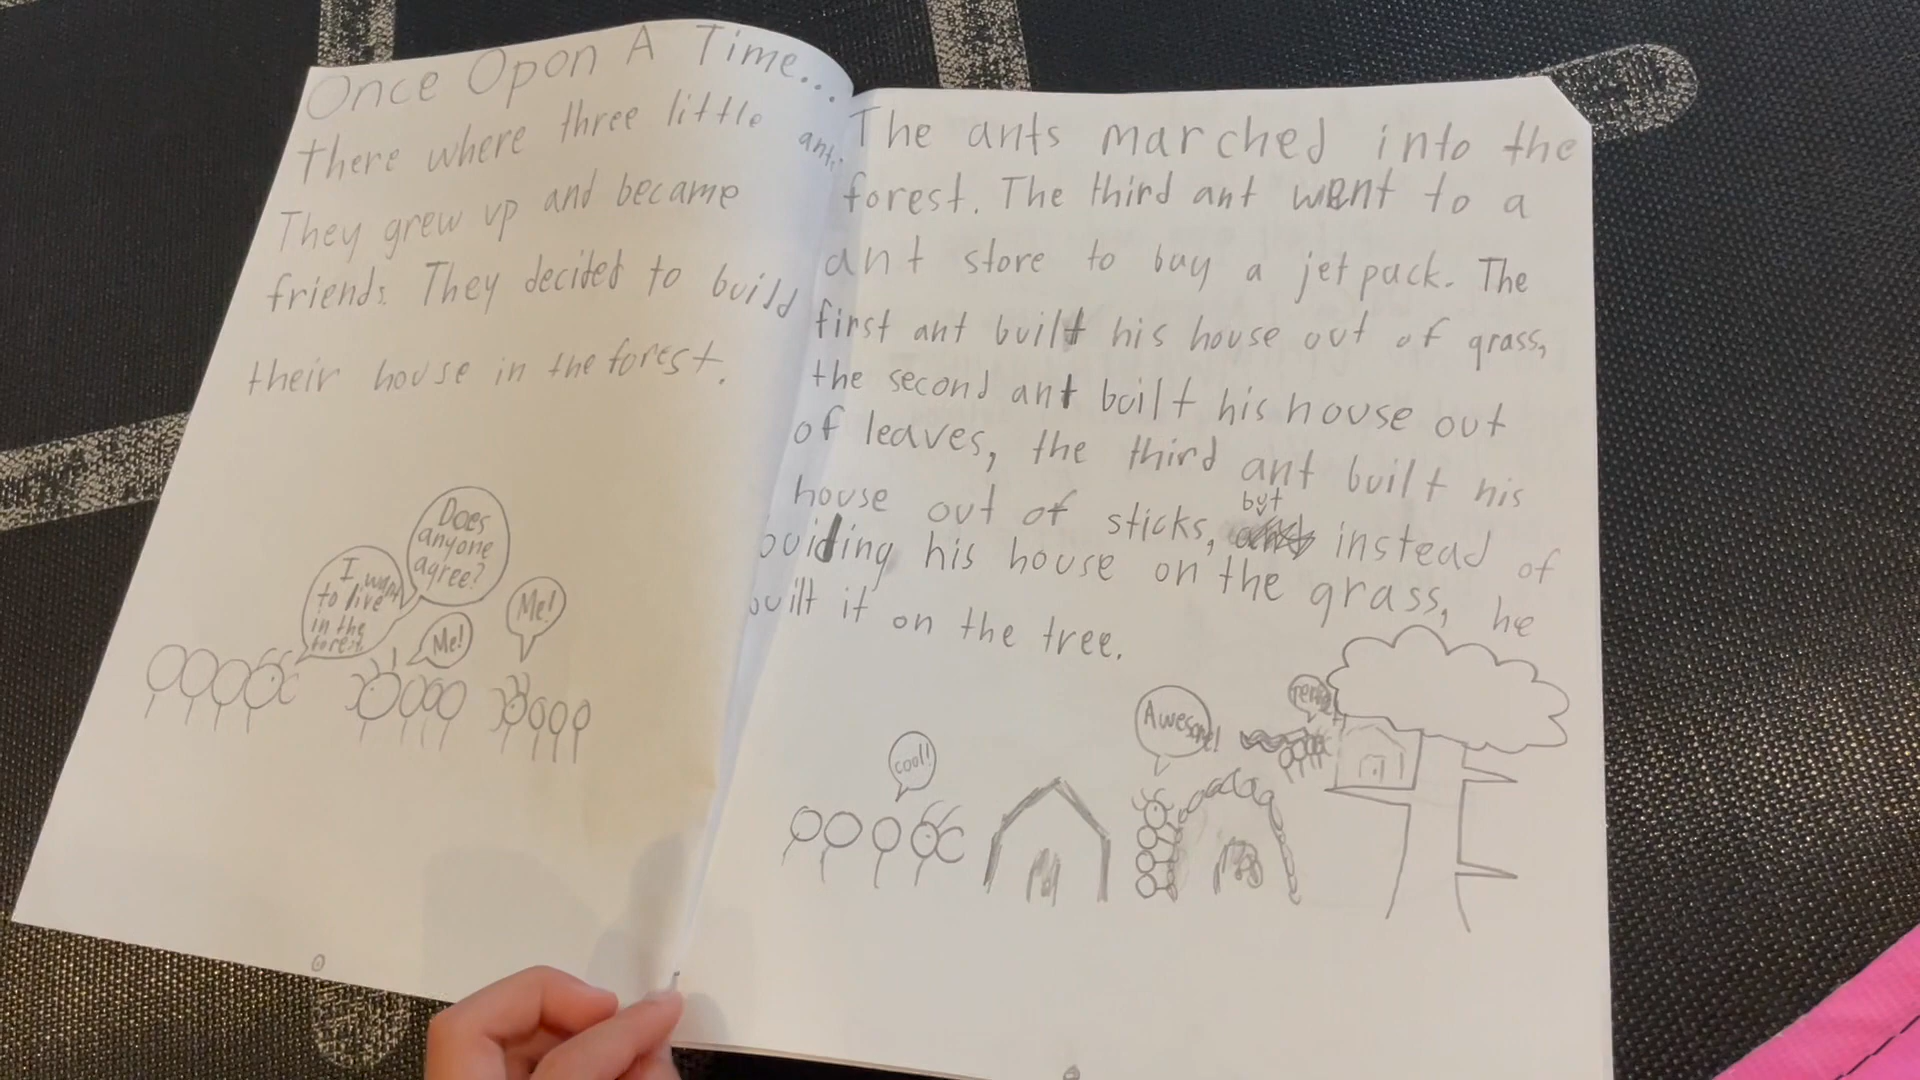 Once Opon A Time...
there where three little ants.
They grew up and became
friends. They decided to build
their house in the forest.
Does
anyone
agree?
I want
to live
in the
forest.
Me!
Me!
0
The ants marched into the
forest. The third ant went to a
ant store to buy a jetpack. The
first ant built his house out of grass,
the second ant built his house out
of leaves, the third ant built his
house out of sticks, but instead of
buiding his house on the grass, he
built it on the tree.
cool!
Awesome!